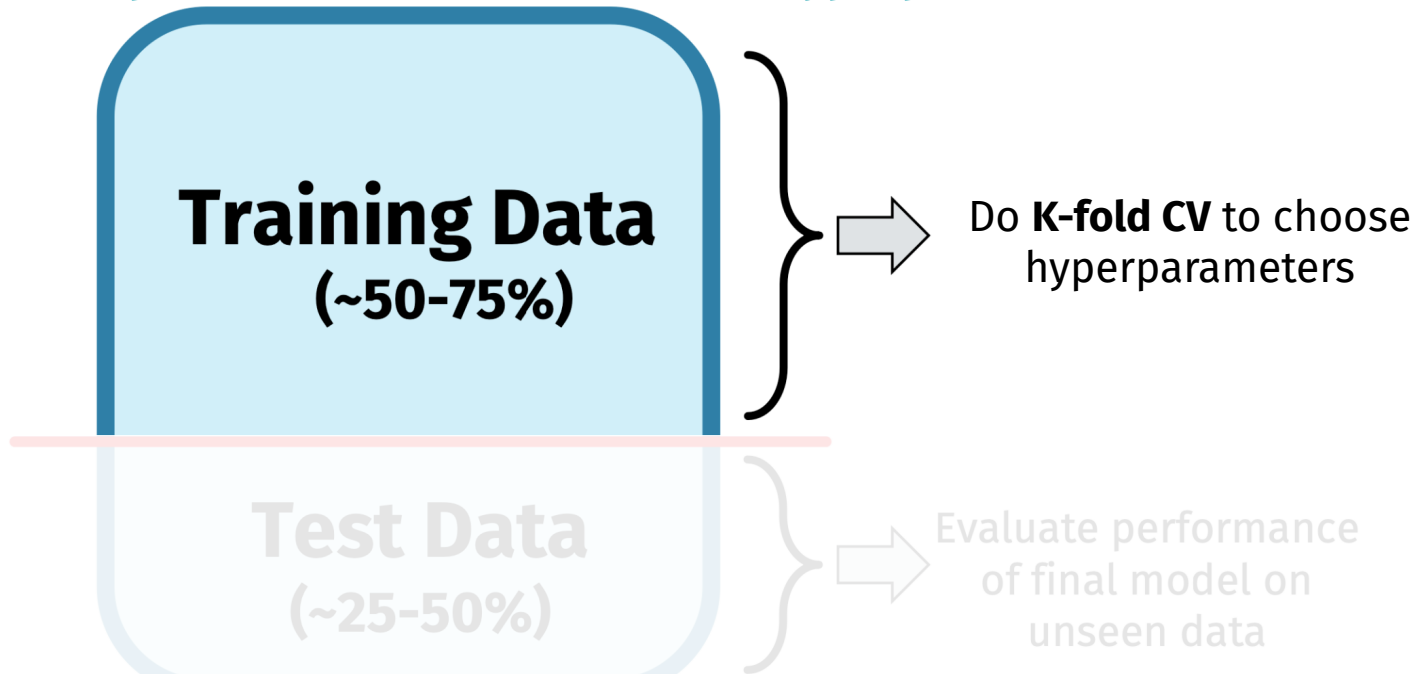 Training Data
(~50-75%)
Do K-fold CV to choose
hyperparameters
Test Data
(~25-50%)
Evaluate performance
of final model on
unseen data